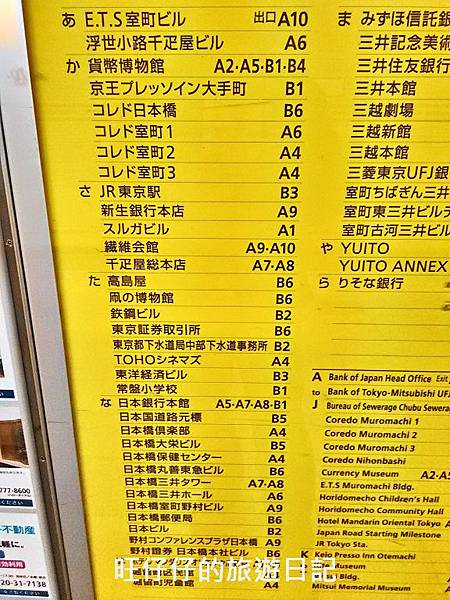 あ E.T.S室町ビル 出口 A10
浮世小路千疋屋ビル A6
か 貨幣博物館 A2・A5・B1・B4
京王プレッソイン大手町 B1
コレド日本橋 B6
コレド室町1 A6
コレド室町2 A4
コレド室町3 A4
さ JR東京駅 B3
新生銀行本店 A9
スルガビル A1
繊維会館 A9・A10
千疋屋総本店 A7・A8
た 高島屋 B6
凧の博物館 B6
鉄鋼ビル B2
東京証券取引所 B6
東京都下水道局中部下水道事務所 B2
TOHOシネマズ A4
東洋経済ビル B3
常盤小学校 B1
な 日本銀行本館 A5・A7・A8・B1
日本国道路元標 B5
日本橋倶楽部 A4
日本橋大栄ビル B5
日本橋保健センター A4
日本橋丸善東急ビル B6
日本橋三井タワー A7・A8
日本橋三井ホール A6
日本橋室町野村ビル A9
日本橋郵便局 B6
日本ビル B2
野村コンファレンスプラザ日本橋 A9
野村證券 日本橋本社ビル B6
ま みずほ信託銀
三井記念美術
三井住友銀行
三井本館
三越劇場
三越新館
三越本館
三菱東京UFJ銀
室町ちばぎん三井
室町東三井ビルテ
室町古河三井ビル
や YUITO
YUITO ANNEX
ら りそな銀行
A Bank of Japan Head Office Exit
to Bank of Tokyo-Mitsubishi UFJ
J Bureau of Sewerage Chubu Sewera
Coredo Muromachi 1
Coredo Muromachi 2
Coredo Muromachi 3
Coredo Nihonbashi
Currency Museum A2・A5
E.T.S Muromachi Bldg.
Horidomecho Children's Hall
Horidomecho Community Hall
Hotel Mandarin Oriental Tokyo A
Japan Road Starting Milestone
JR Tokyo Sta.
K Keio Presso Inn Otemachi
Museum
Bldg.
Mitsui Memorial Museum
777-8600
不動産
20-31-7138
旺仔仔的旅遊日記